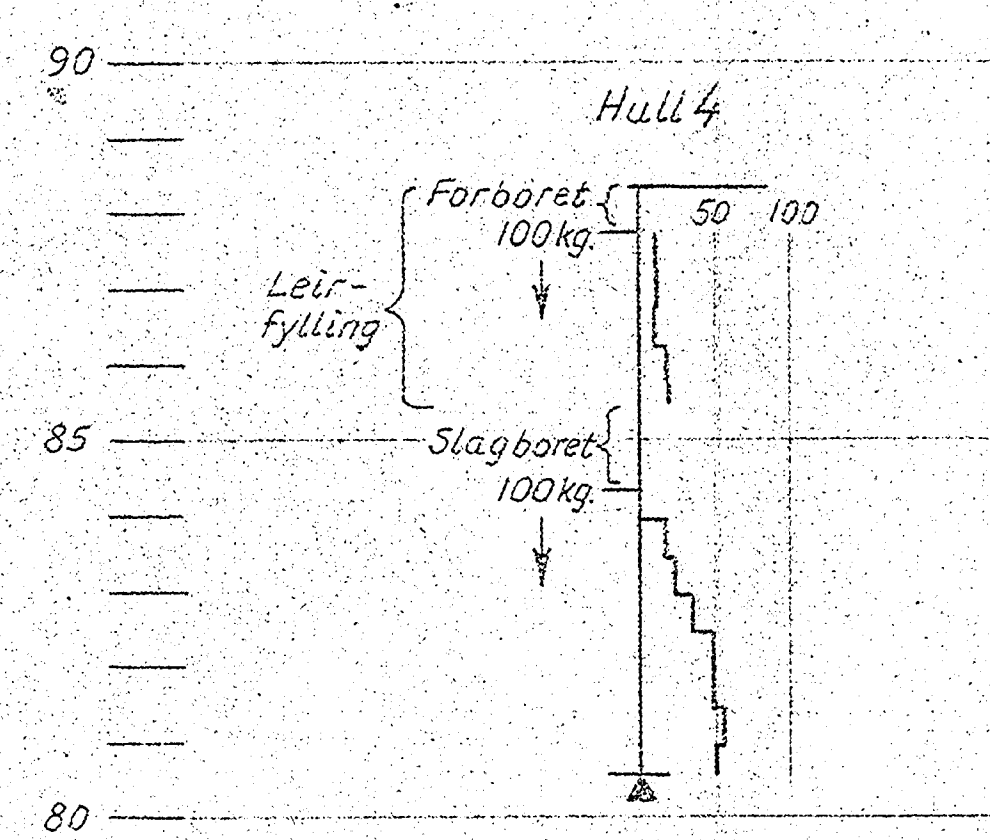 90
Hull 4
Forboret
50 100
100 kg.
Leir-
fylling
85
Slagboret
100 kg.
80